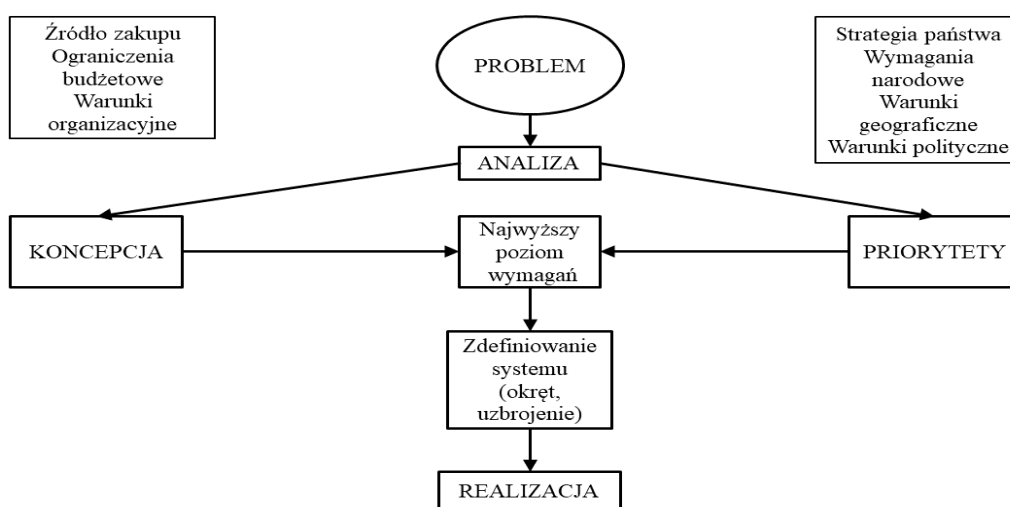 Źródło zakupu
Ograniczenia
budżetowe
Warunki
organizacyjne
PROBLEM
Strategia państwa
Wymagania
narodowe
Warunki
geograficzne
Warunki polityczne
ANALIZA
KONCEPCJA
Najwyższy
poziom
wymagań
PRIORYTETY
Zdefiniowanie
systemu
(okręt,
uzbrojenie)
REALIZACJA